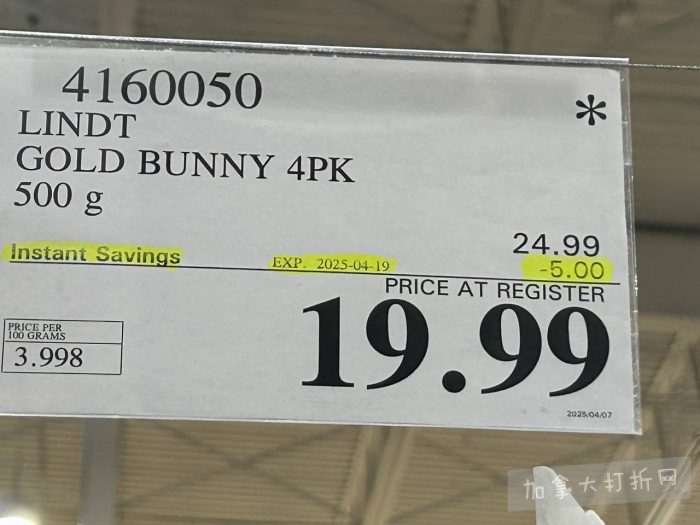 4160050
*
LINDT
GOLD BUNNY 4PK
500 g
24.99
Instant Savings EXP. 2025-04-19 -5.00
PRICE AT REGISTER
19.99
PRICE PER
100 GRAMS
3.998
2025/04/07
加拿大打折网